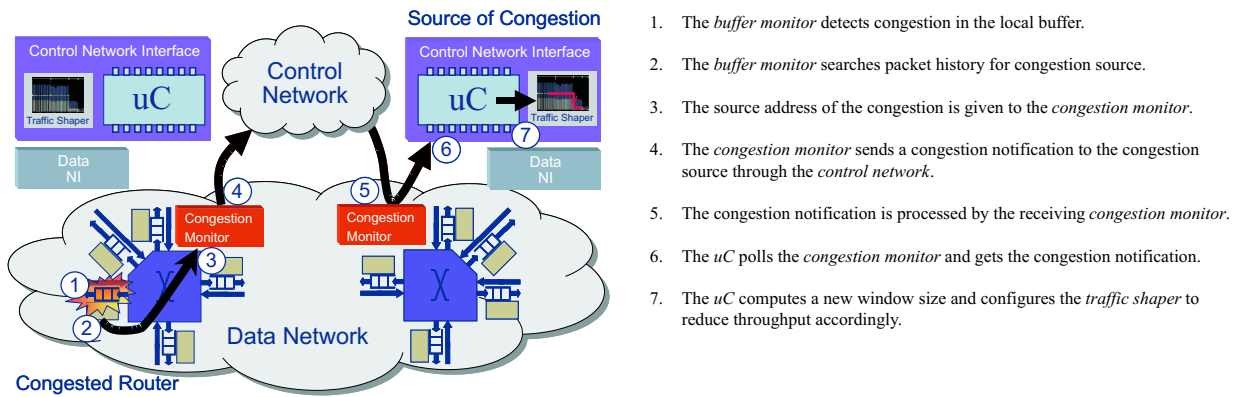 Source of Congestion
Control Network Interface
uC
Traffic Shaper
Data
NI
Control
Network
Control Network Interface
uC
Traffic Shaper
7
6
Data
NI
4
5
Congestion
Monitor
Congestion
Monitor
3
1
2
Data Network
Congested Router
1. The buffer monitor detects congestion in the local buffer.
2. The buffer monitor searches packet history for congestion source.
3. The source address of the congestion is given to the congestion monitor.
4. The congestion monitor sends a congestion notification to the congestion
source through the control network.
5. The congestion notification is processed by the receiving congestion monitor.
6. The uC polls the congestion monitor and gets the congestion notification.
7. The uC computes a new window size and configures the traffic shaper to
reduce throughput accordingly.